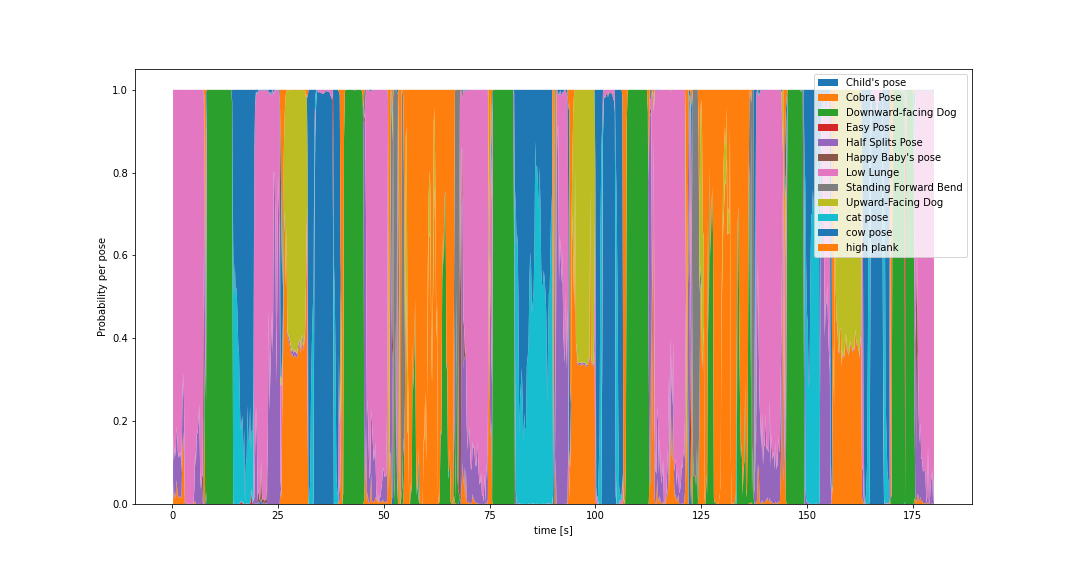 Child's pose
Cobra Pose
Downward-facing Dog
Easy Pose
Half Splits Pose
Happy Baby's pose
Low Lunge
Standing Forward Bend
Upward-Facing Dog
cat pose
cow pose
high plank
1.0
0.8
0.6
0.4
0.2
0.0
Probability per pose
0 25 50 75 100 125 150 175
time [s]